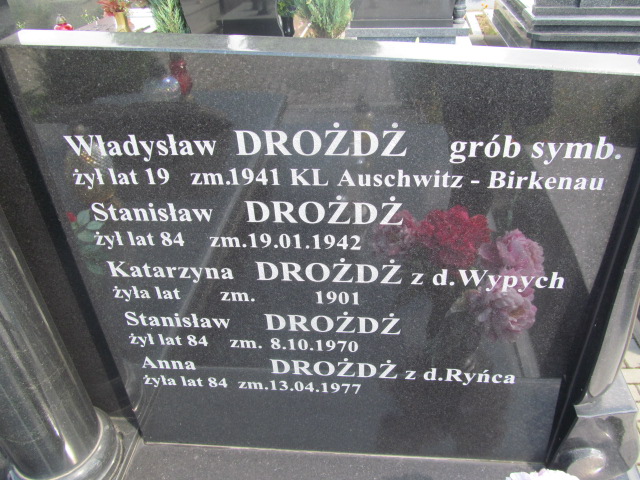 Władysław DROŻDŻ grób symb.
żył lat 19 zm.1941 KL Auschwitz - Birkenau
Stanisław DROŻDŻ
żył lat 84 zm.19.01.1942
Katarzyna DROŻDŻ z d.Wypych
żyła lat zm. 1901
Stanisław DROŻDŻ
żył lat 84 zm. 8.10.1970
Anna DROŻDŻ z d.Ryńca
żyła lat 84 zm.13.04.1977